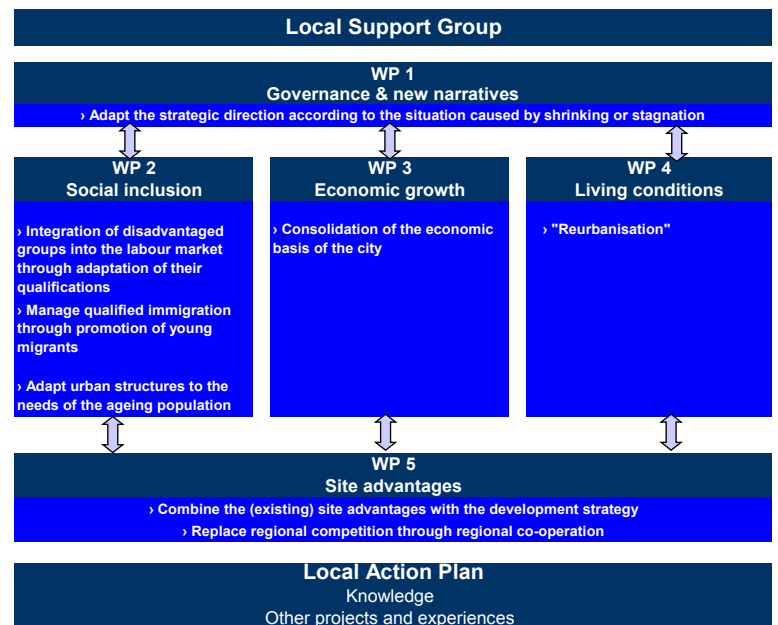 Local Support Group
WP 1
Governance & new narratives
› Adapt the strategic direction according to the situation caused by shrinking or stagnation
WP 2
Social inclusion
› Integration of disadvantaged
groups into the labour market
through adaptation of their
qualifications
› Manage qualified immigration
through promotion of young
migrants
› Adapt urban structures to the
needs of the ageing population
WP 3
Economic growth
› Consolidation of the economic
basis of the city
WP 4
Living conditions
› "Reurbanisation"
WP 5
Site advantages
› Combine the (existing) site advantages with the development strategy
› Replace regional competition through regional co-operation
Local Action Plan
Knowledge
Other projects and experiences